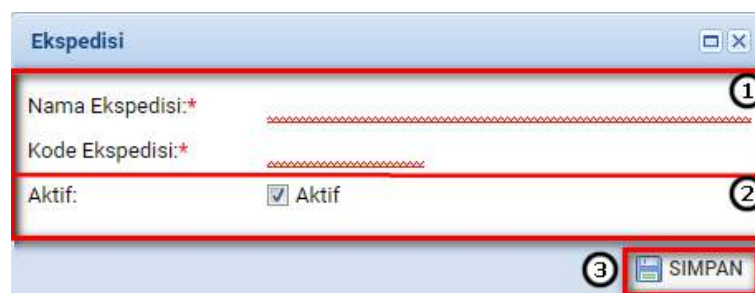 Ekspedisi
1
Nama Ekspedisi:*
Kode Ekspedisi:*
Aktif: Aktif 2
3 SIMPAN